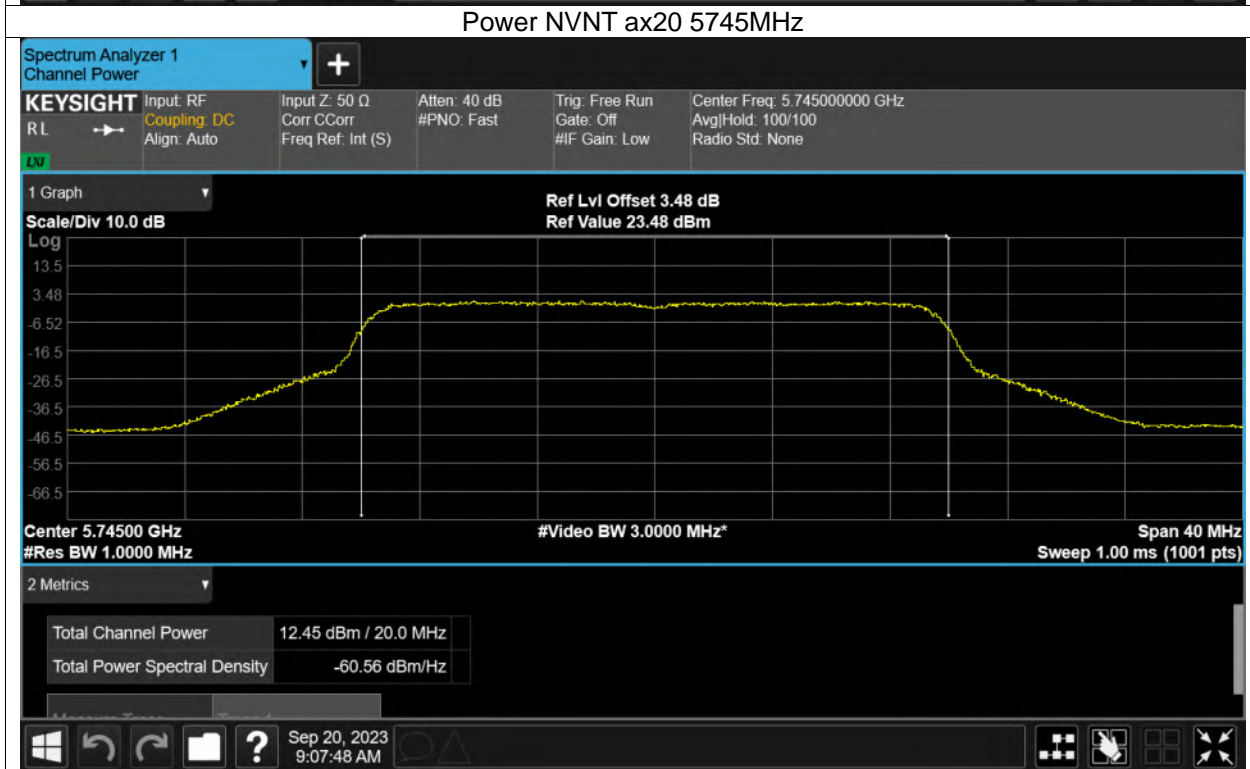 Power NVNT ax20 5745MHz
Spectrum Analyzer 1
Channel Power
KEYSIGHT Input: RF Input Z: 50 Ω Atten: 40 dB Trig: Free Run Center Freq: 5.745000000 GHz
RL Coupling: DC Corr CCorr #PNO: Fast Gate: Off Avg|Hold: 100/100
Align: Auto Freq Ref: Int (S) #IF Gain: Low Radio Std: None
LXI
1 Graph
Ref Lvl Offset 3.48 dB
Scale/Div 10.0 dB Ref Value 23.48 dBm
Log
13.5
3.48
-6.52
-16.5
-26.5
-36.5
-46.5
-56.5
-66.5
Center 5.74500 GHz #Video BW 3.0000 MHz* Span 40 MHz
#Res BW 1.0000 MHz Sweep 1.00 ms (1001 pts)
2 Metrics
Total Channel Power 12.45 dBm / 20.0 MHz
Total Power Spectral Density -60.56 dBm/Hz
? Sep 20, 2023
9:07:48 AM